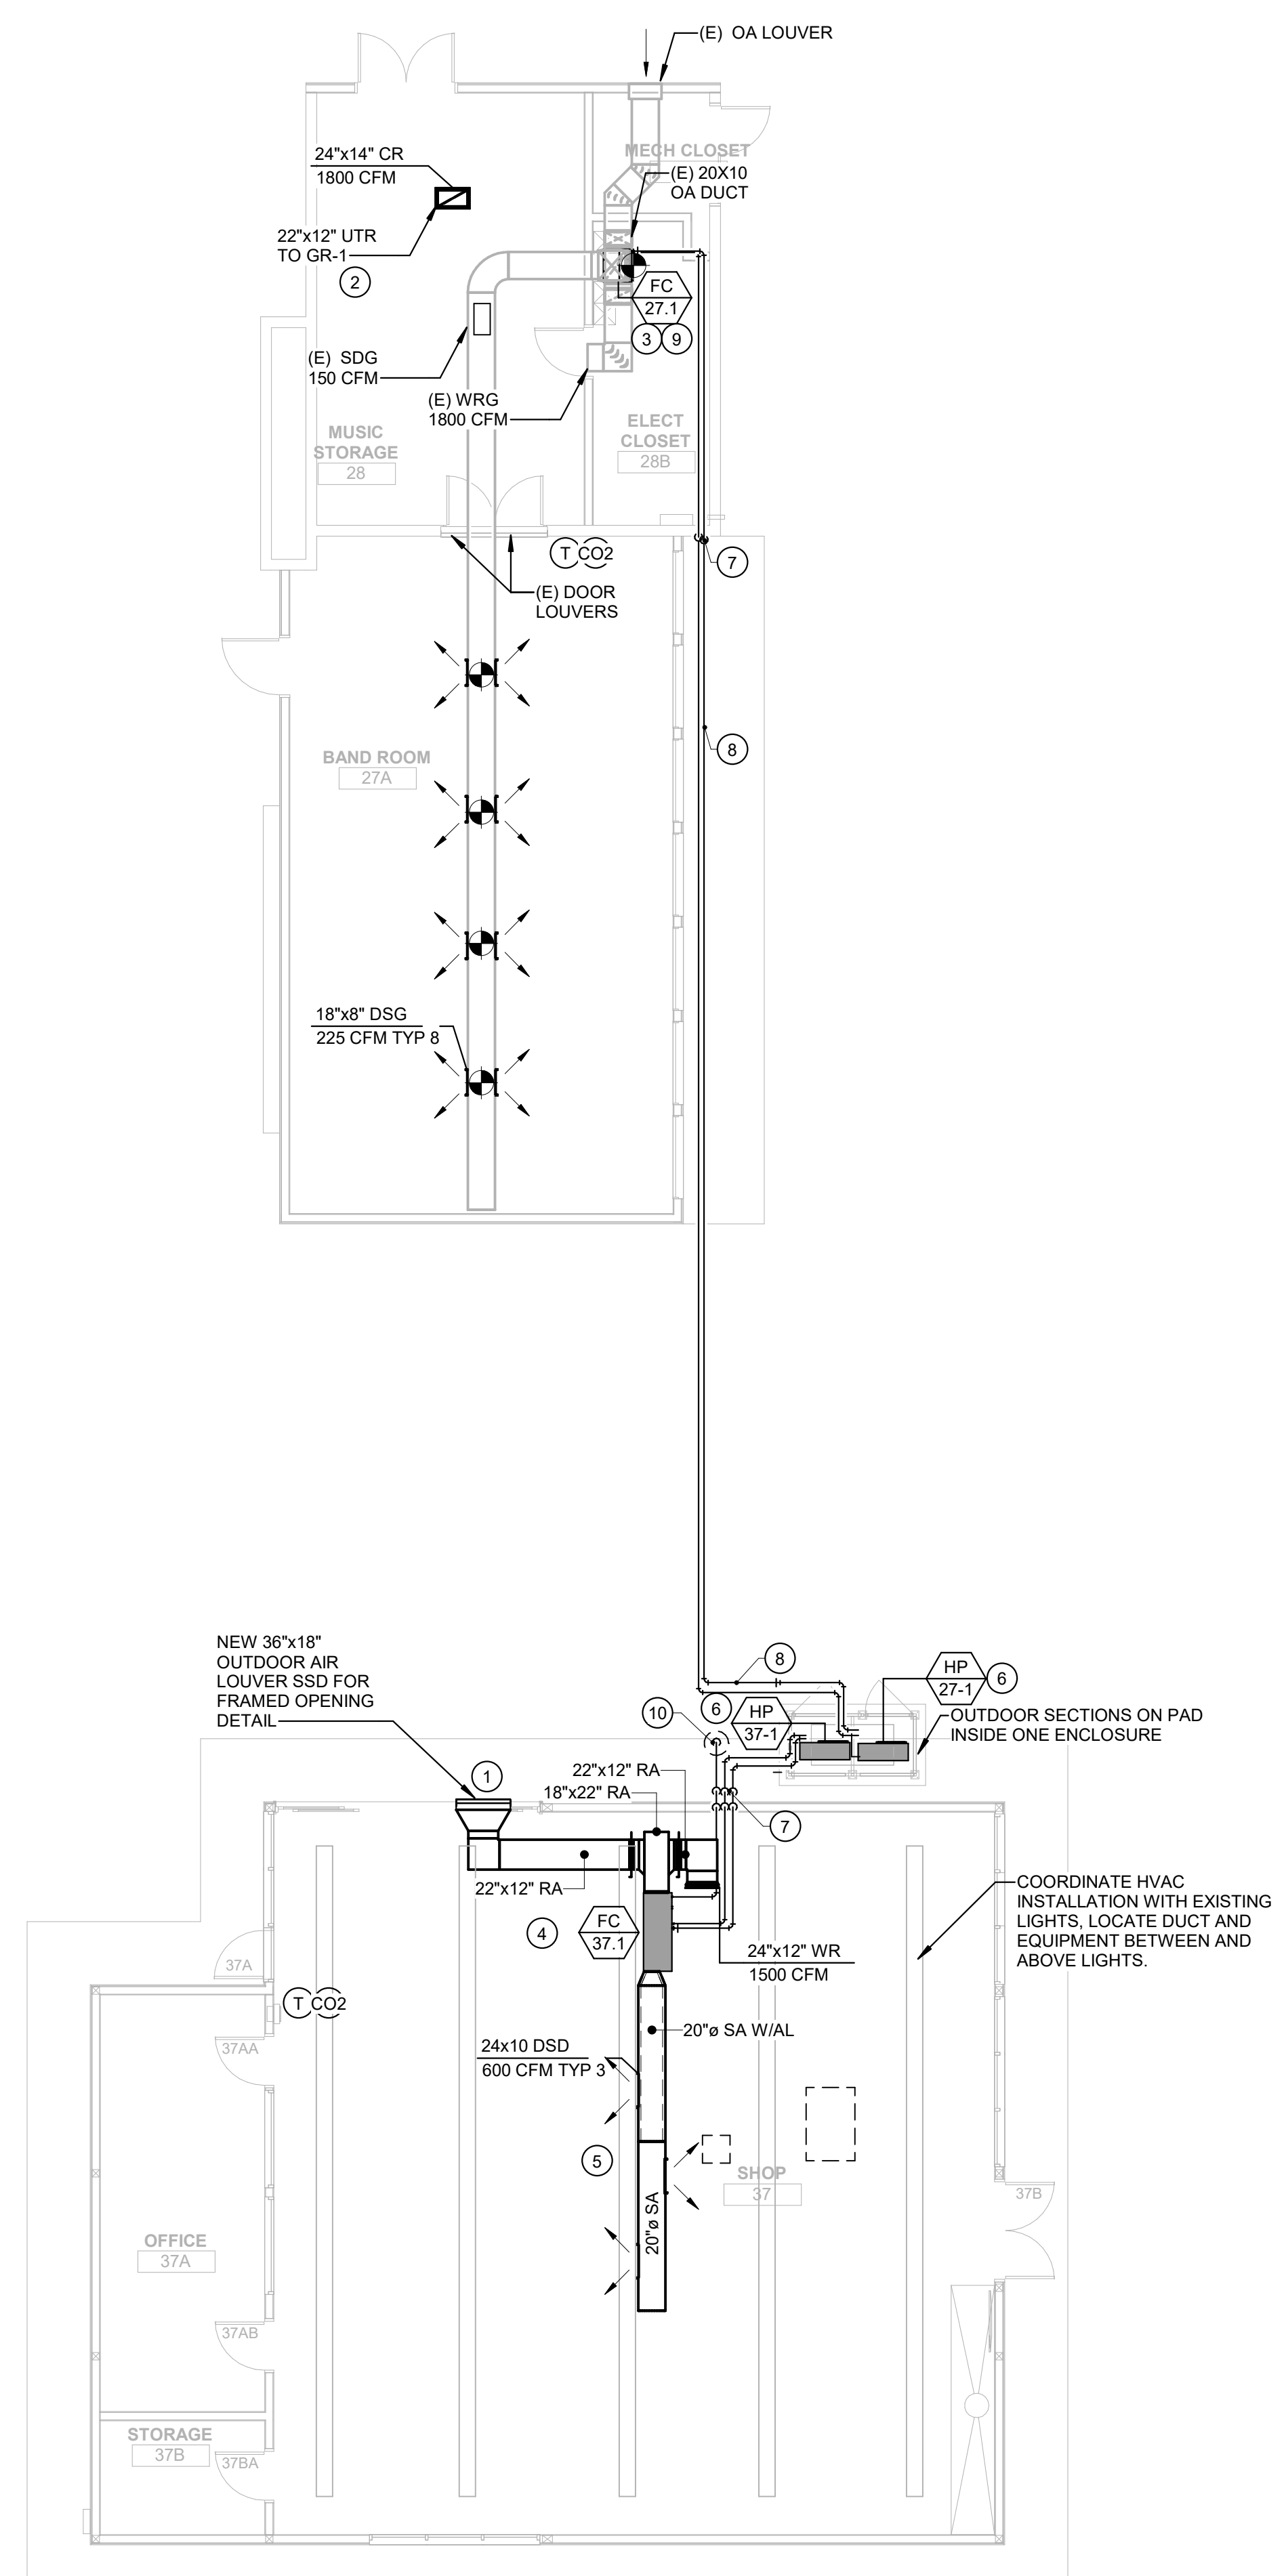 (E)  OA LOUVER
MECH CLOSET
24"x14" CR
1800 CFM
(E) 20X10
OA DUCT
22"x12" UTR
TO GR-1
2
FC
27.1
3
9
(E)  SDG
150 CFM
(E) WRG
1800 CFM
MUSIC
STORAGE
28
ELECT
CLOSET
28B
T CO2
7
(E) DOOR
LOUVERS
8
BAND ROOM
27A
18"x8" DSG
225 CFM TYP 8
NEW 36"x18"
OUTDOOR AIR
LOUVER SSD FOR
FRAMED OPENING
DETAIL
8
HP
27-1
6
6
HP
37-1
10
OUTDOOR SECTIONS ON PAD
INSIDE ONE ENCLOSURE
1
22"x12" RA
18"x22" RA
7
22"x12" RA
COORDINATE HVAC
INSTALLATION WITH EXISTING
LIGHTS, LOCATE DUCT AND
EQUIPMENT BETWEEN AND
ABOVE LIGHTS.
4
FC
37.1
24"x12" WR
1500 CFM
37A
T CO2
20"ø SA W/AL
37AA
24x10 DSD
600 CFM TYP 3
5
SHOP
37
37B
20"ø SA
OFFICE
37A
37AB
STORAGE
37B
37BA